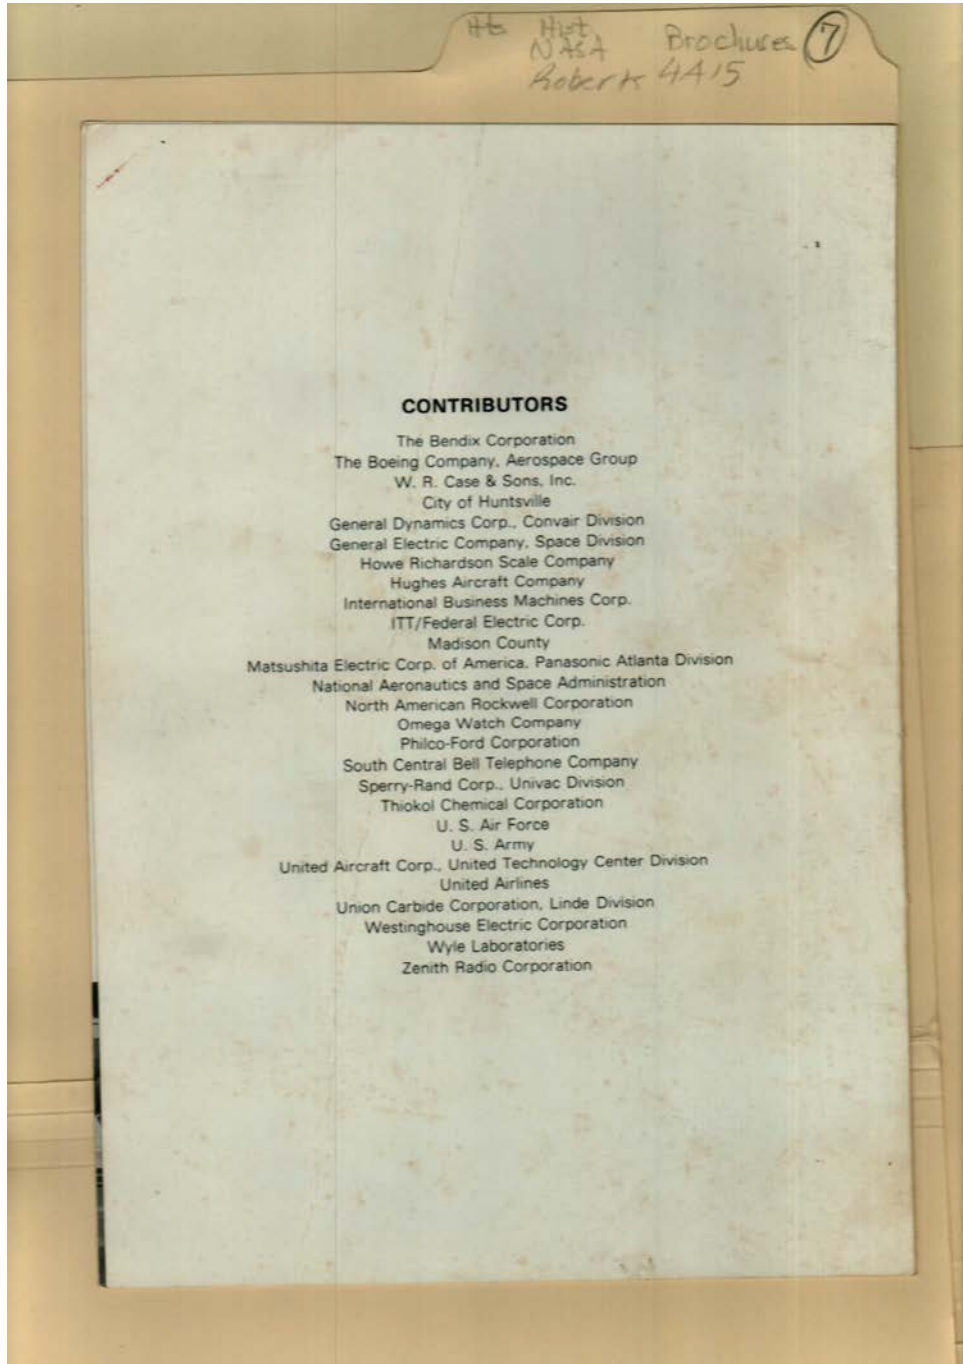 Hist. Brochures 7
NASA
Roberts 4A15
CONTRIBUTORS
The Bendix Corporation
The Boeing Company, Aerospace Group
W. R. Case & Sons, Inc.
City of Huntsville
General Dynamics Corp., Convair Division
General Electric Company, Space Division
Howe Richardson Scale Company
Hughes Aircraft Company
International Business Machines Corp.
ITT/Federal Electric Corp.
Madison County
Matsushita Electric Corp. of America, Panasonic Atlanta Division
National Aeronautics and Space Administration
North American Rockwell Corporation
Omega Watch Company
Philco-Ford Corporation
South Central Bell Telephone Company
Sperry-Rand Corp., Univac Division
Thiokol Chemical Corporation
U. S. Air Force
U. S. Army
United Aircraft Corp., United Technology Center Division
United Airlines
Union Carbide Corporation, Linde Division
Westinghouse Electric Corporation
Wyle Laboratories
Zenith Radio Corporation